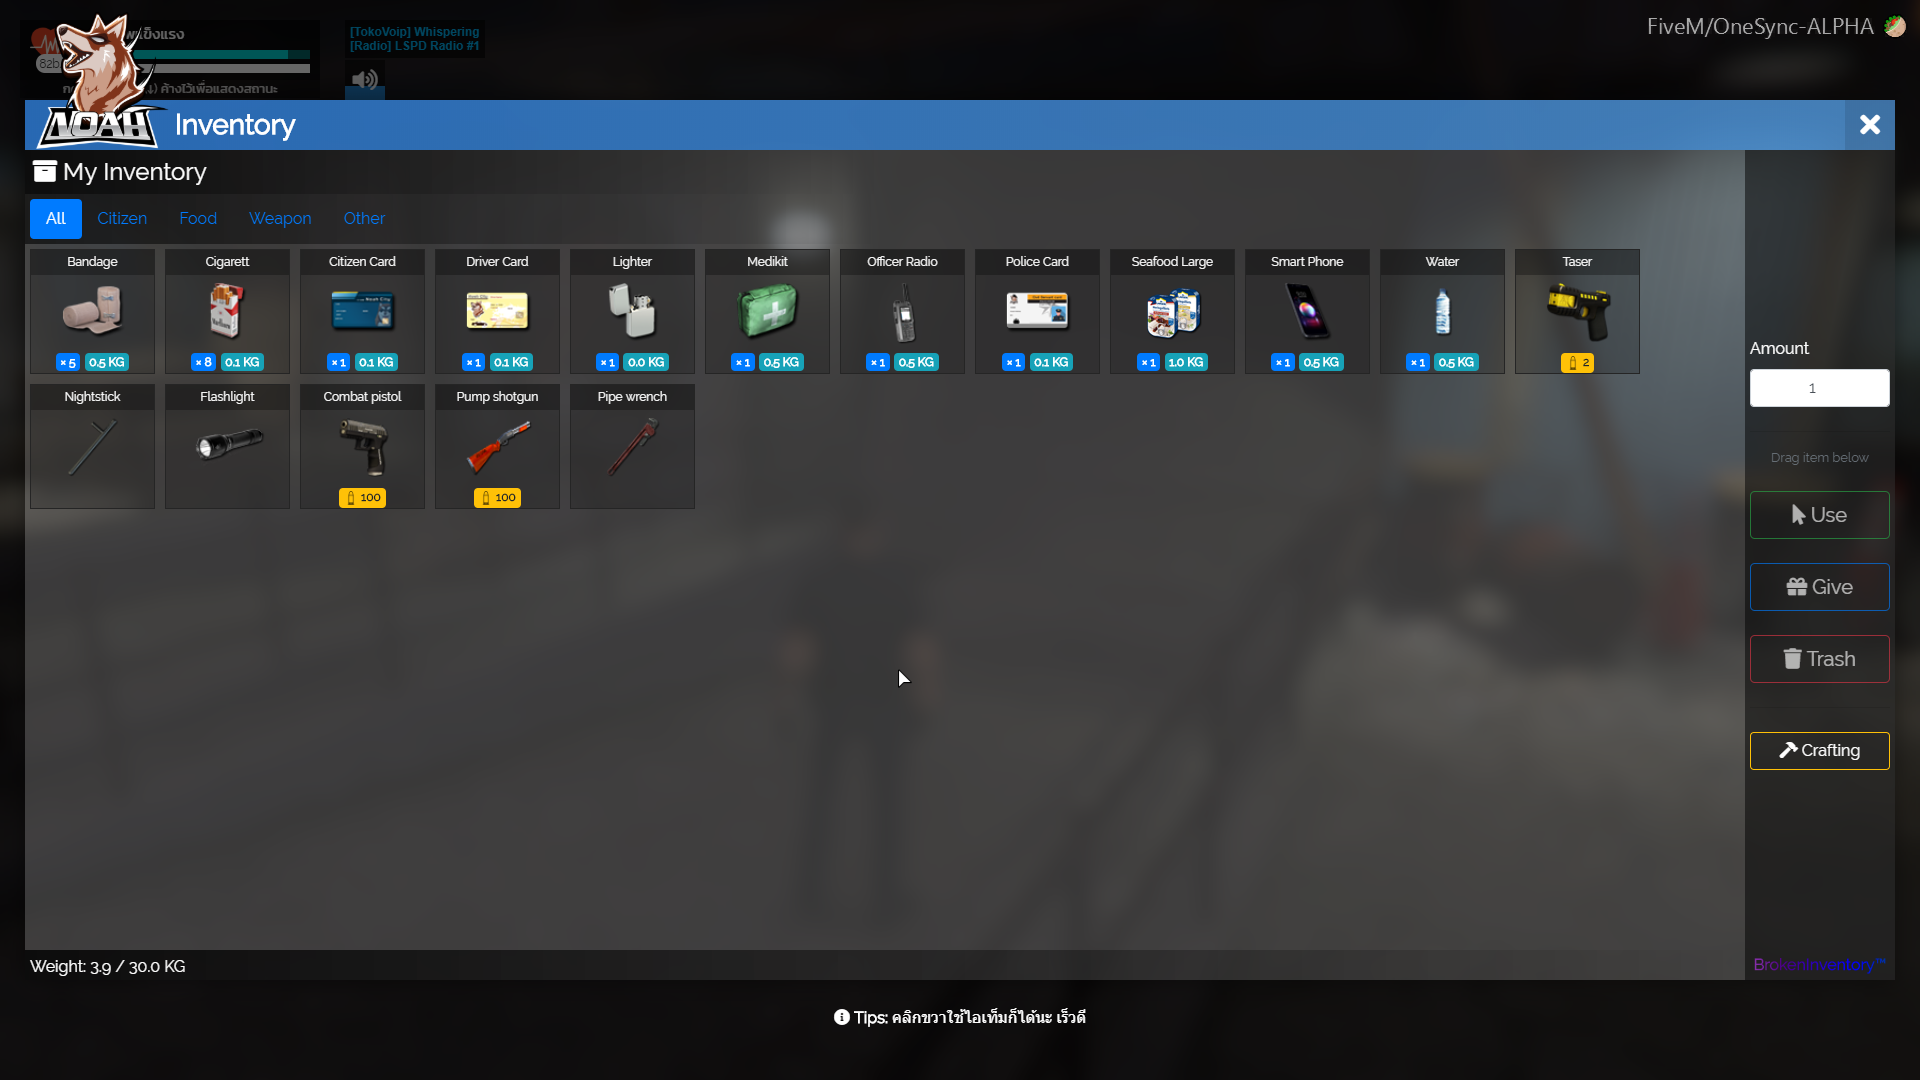 FiveM/OneSync-ALPHA
[TokoVoip] Whispering
[Radio] LSPD Radio #1
ค้างไว้เพื่อแสดงสถานะ
NOAH
Inventory
My Inventory
All Citizen Food Weapon Other
Bandage Cigarett Citizen Card Driver Card Lighter Medikit Officer Radio Police Card Seafood Large Smart Phone Water Taser
× 5 0.5 KG × 8 0.1 KG × 1 0.1 KG × 1 0.1 KG × 1 0.0 KG × 1 0.5 KG × 1 0.5 KG × 1 0.1 KG × 1 1.0 KG × 1 0.5 KG × 1 0.5 KG 2
Nightstick Flashlight Combat pistol Pump shotgun Pipe wrench
100 100
Amount
1
Drag item below
Use
Give
Trash
Crafting
Weight: 3.9 / 30.0 KG
BrokenInventory™
Tips: คลิกขวาใช้ไอเท็มก็ได้นะ เร็วดี